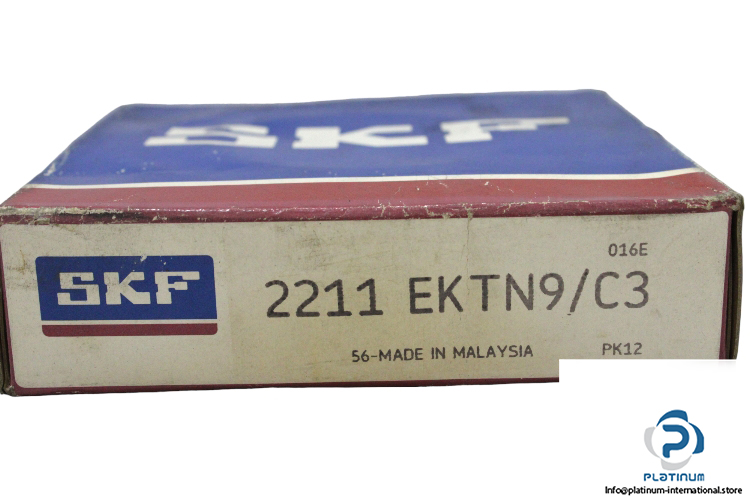 SKF
016E
SKF
2211 EKTN9/C3
56-MADE IN MALAYSIA
PK12
PLATINUM
Info@platinum-international.store